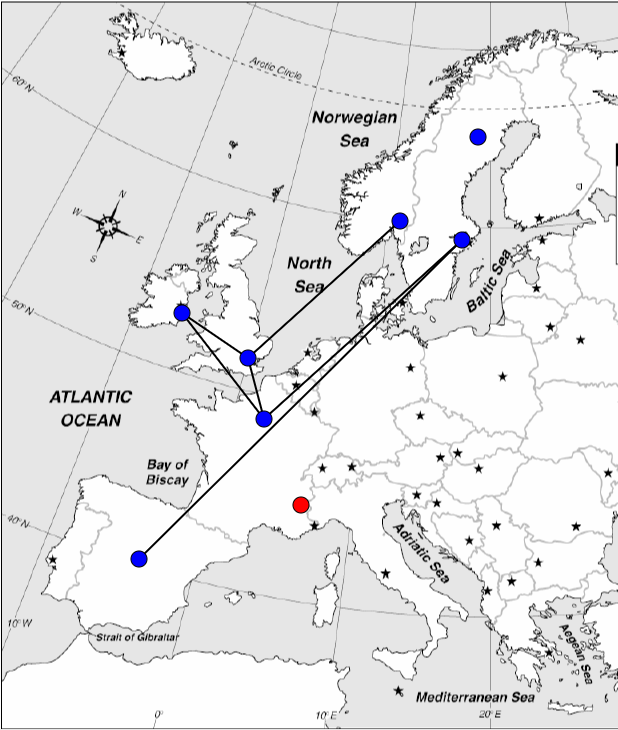 Arctic Circle
60°N
Norwegian
Sea
N
W
E
S
North
Sea
Baltic Sea
50°N
ATLANTIC
OCEAN
Bay of
Biscay
40°N
Adriatic Sea
10°W
Strait of Gibraltar
Aegean Sea
Mediterranean Sea
0°
10°E
20°E